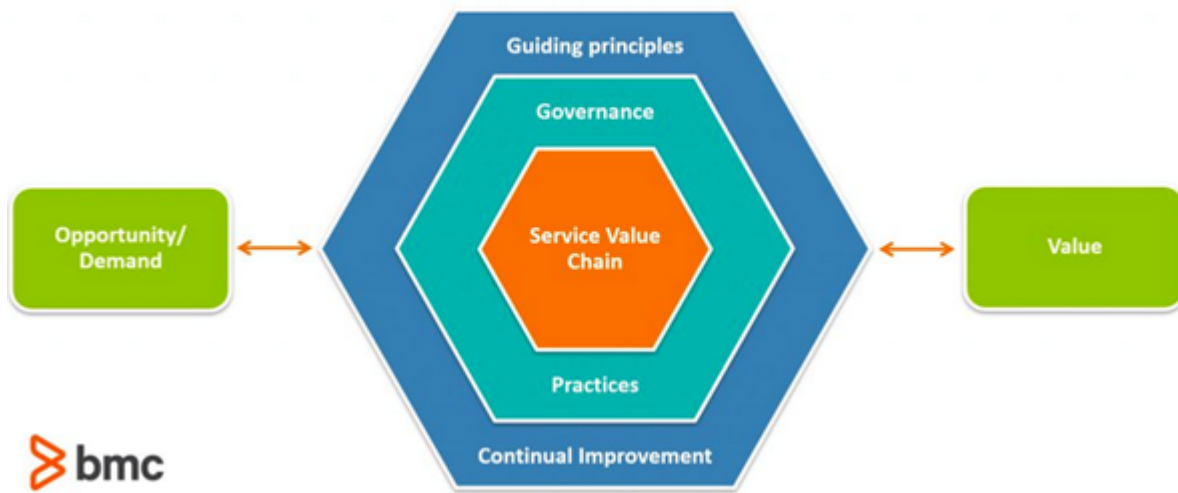 Guiding principles
Governance
Opportunity/
Demand
Service Value
Chain
Value
Practices
Continual Improvement
bmc